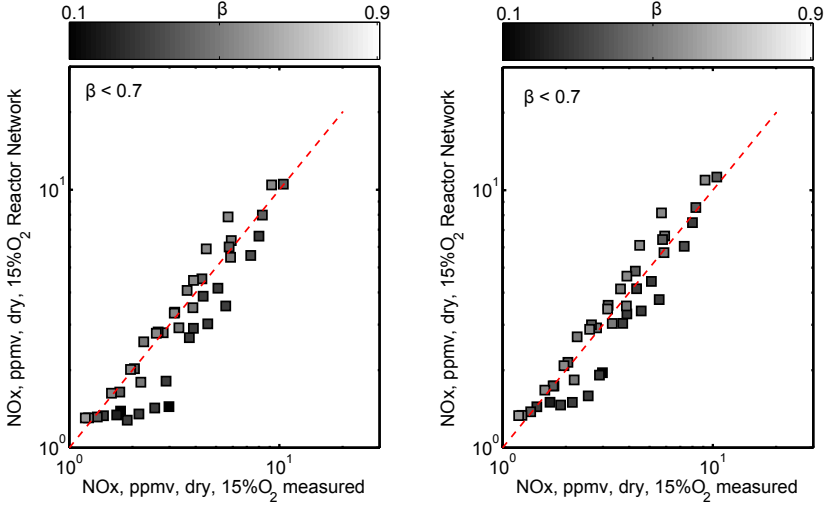 0.1 β 0.9
β < 0.7
NOx, ppmv, dry, 15%O2 Reactor Network
10^1
10^0
10^0 10^1
NOx, ppmv, dry, 15%O2 measured
0.1 β 0.9
β < 0.7
NOx, ppmv, dry, 15%O2 Reactor Network
10^1
10^0
10^0 10^1
NOx, ppmv, dry, 15%O2 measured